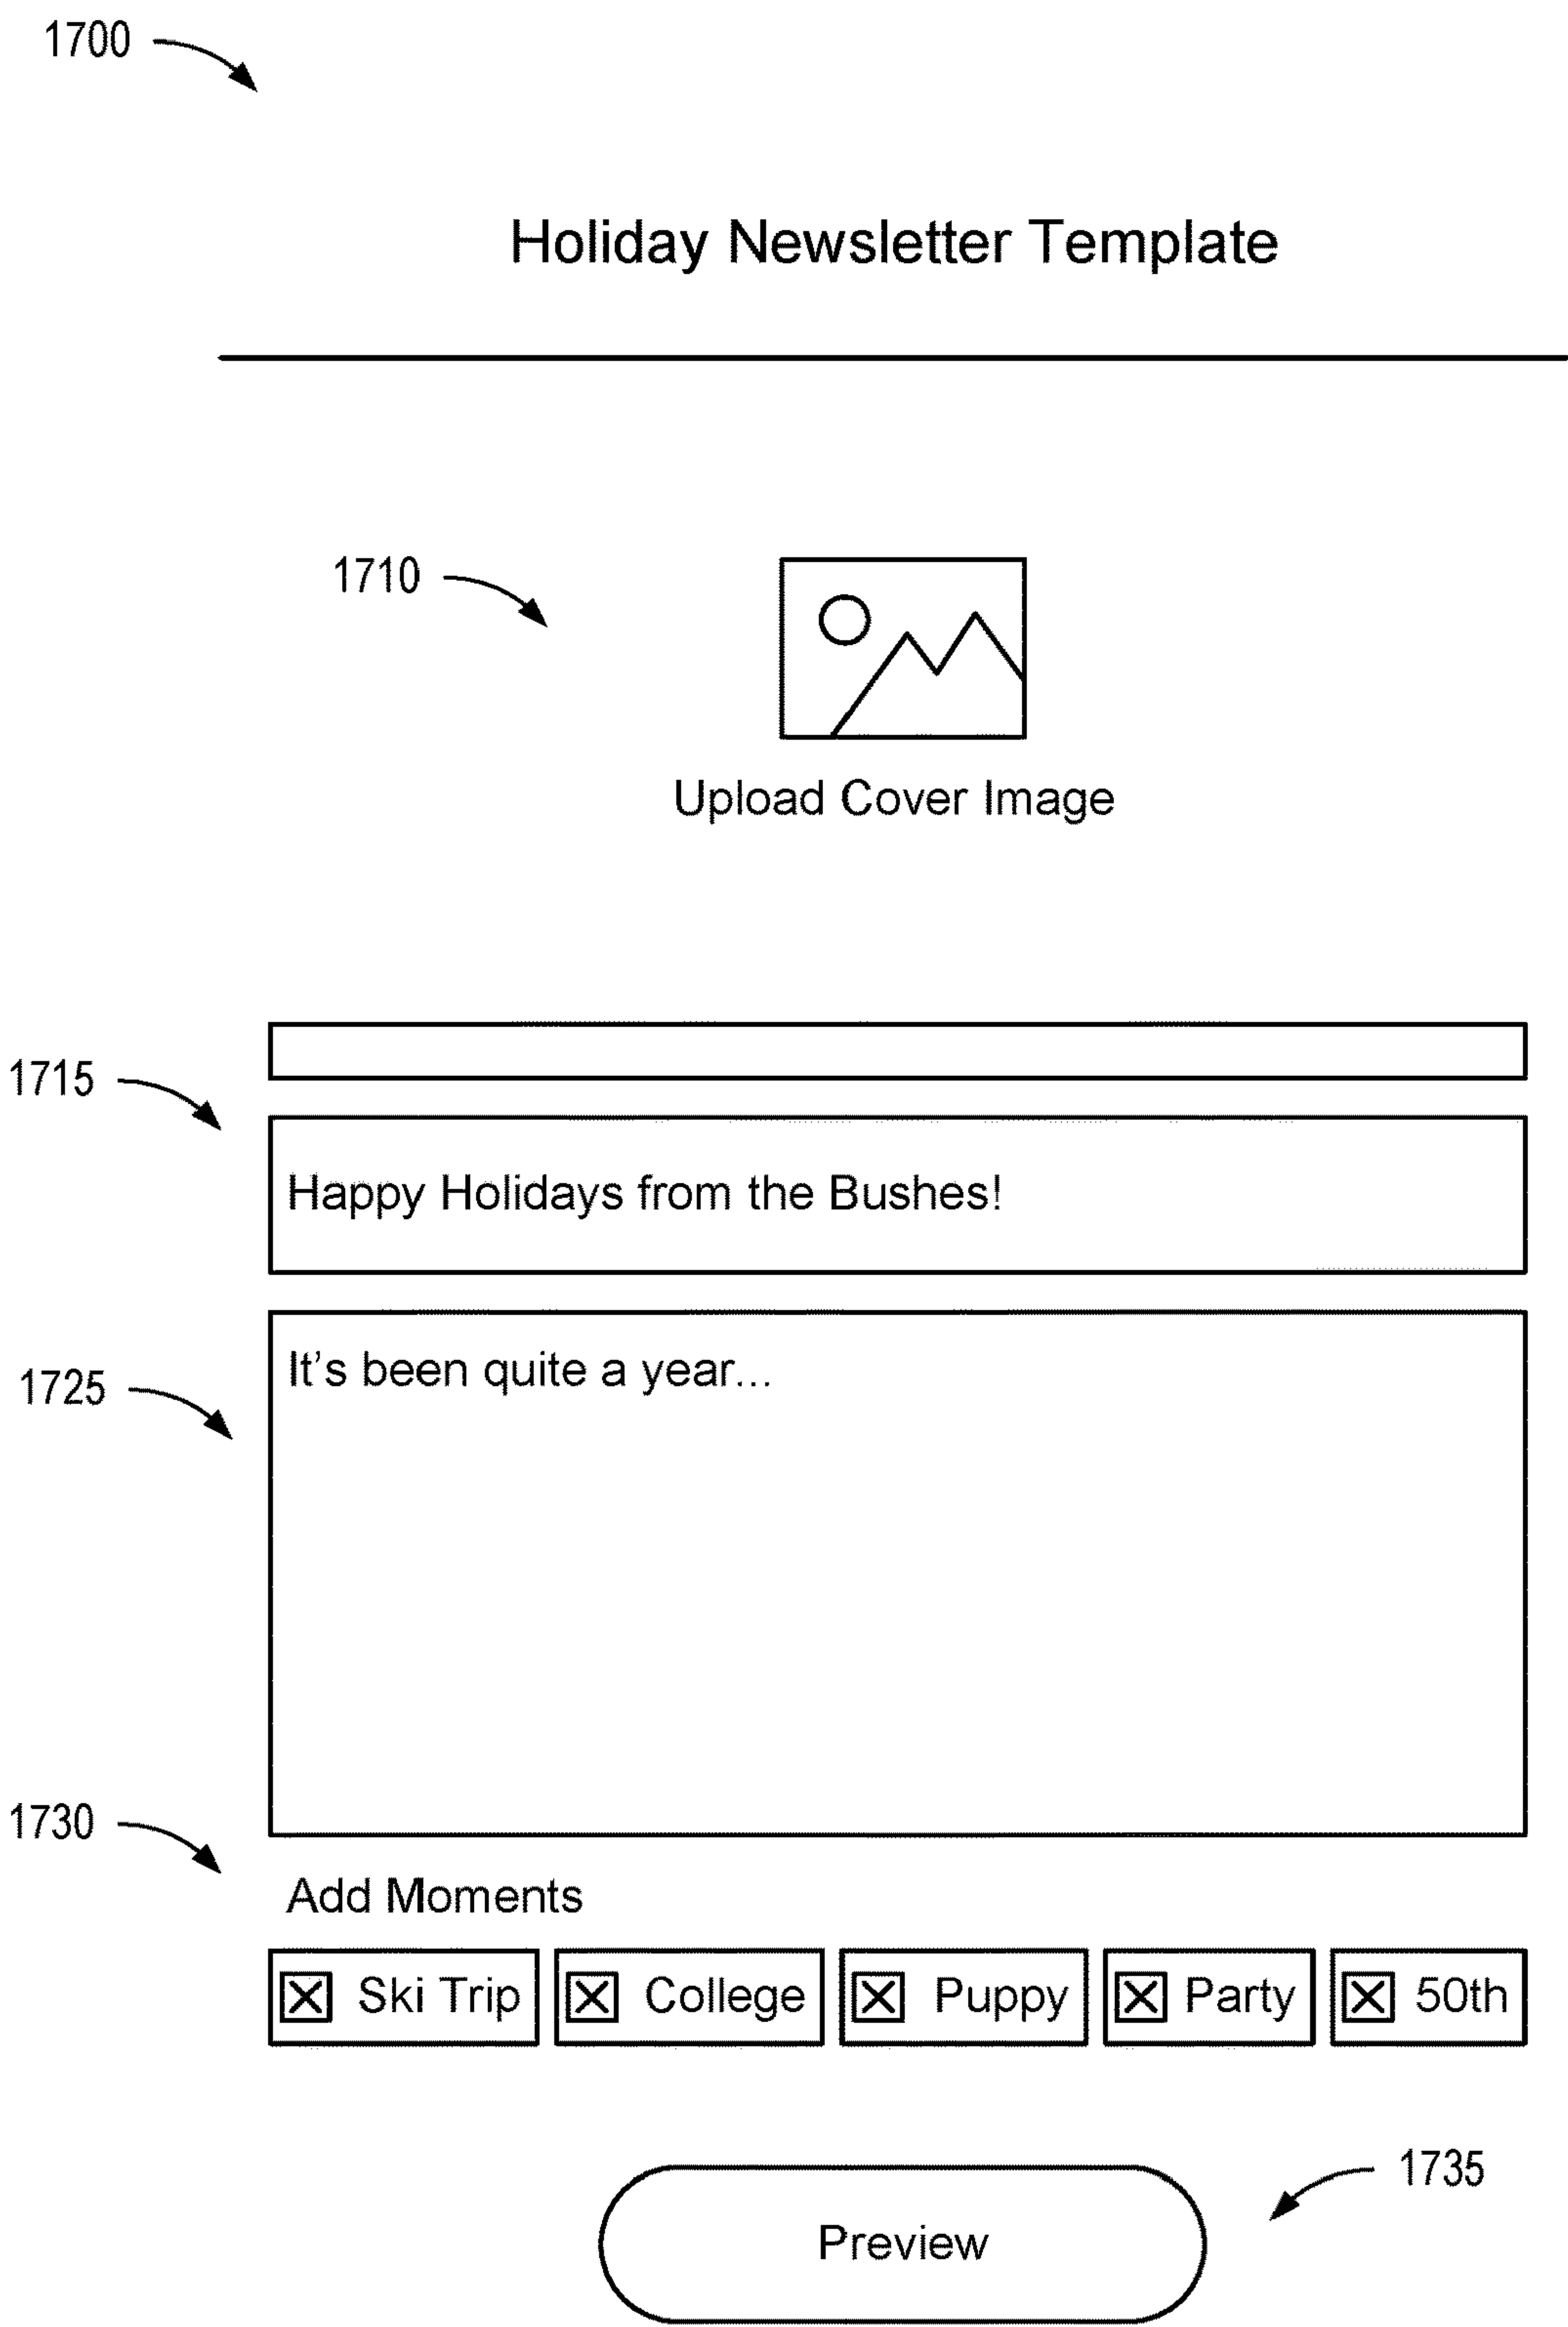 1700
Holiday Newsletter Template
1710
Upload Cover Image
1715
Happy Holidays from the Bushes!
1725
It’s been quite a year...
1730
Add Moments
Ski Trip College Puppy Party 50th
1735
Preview